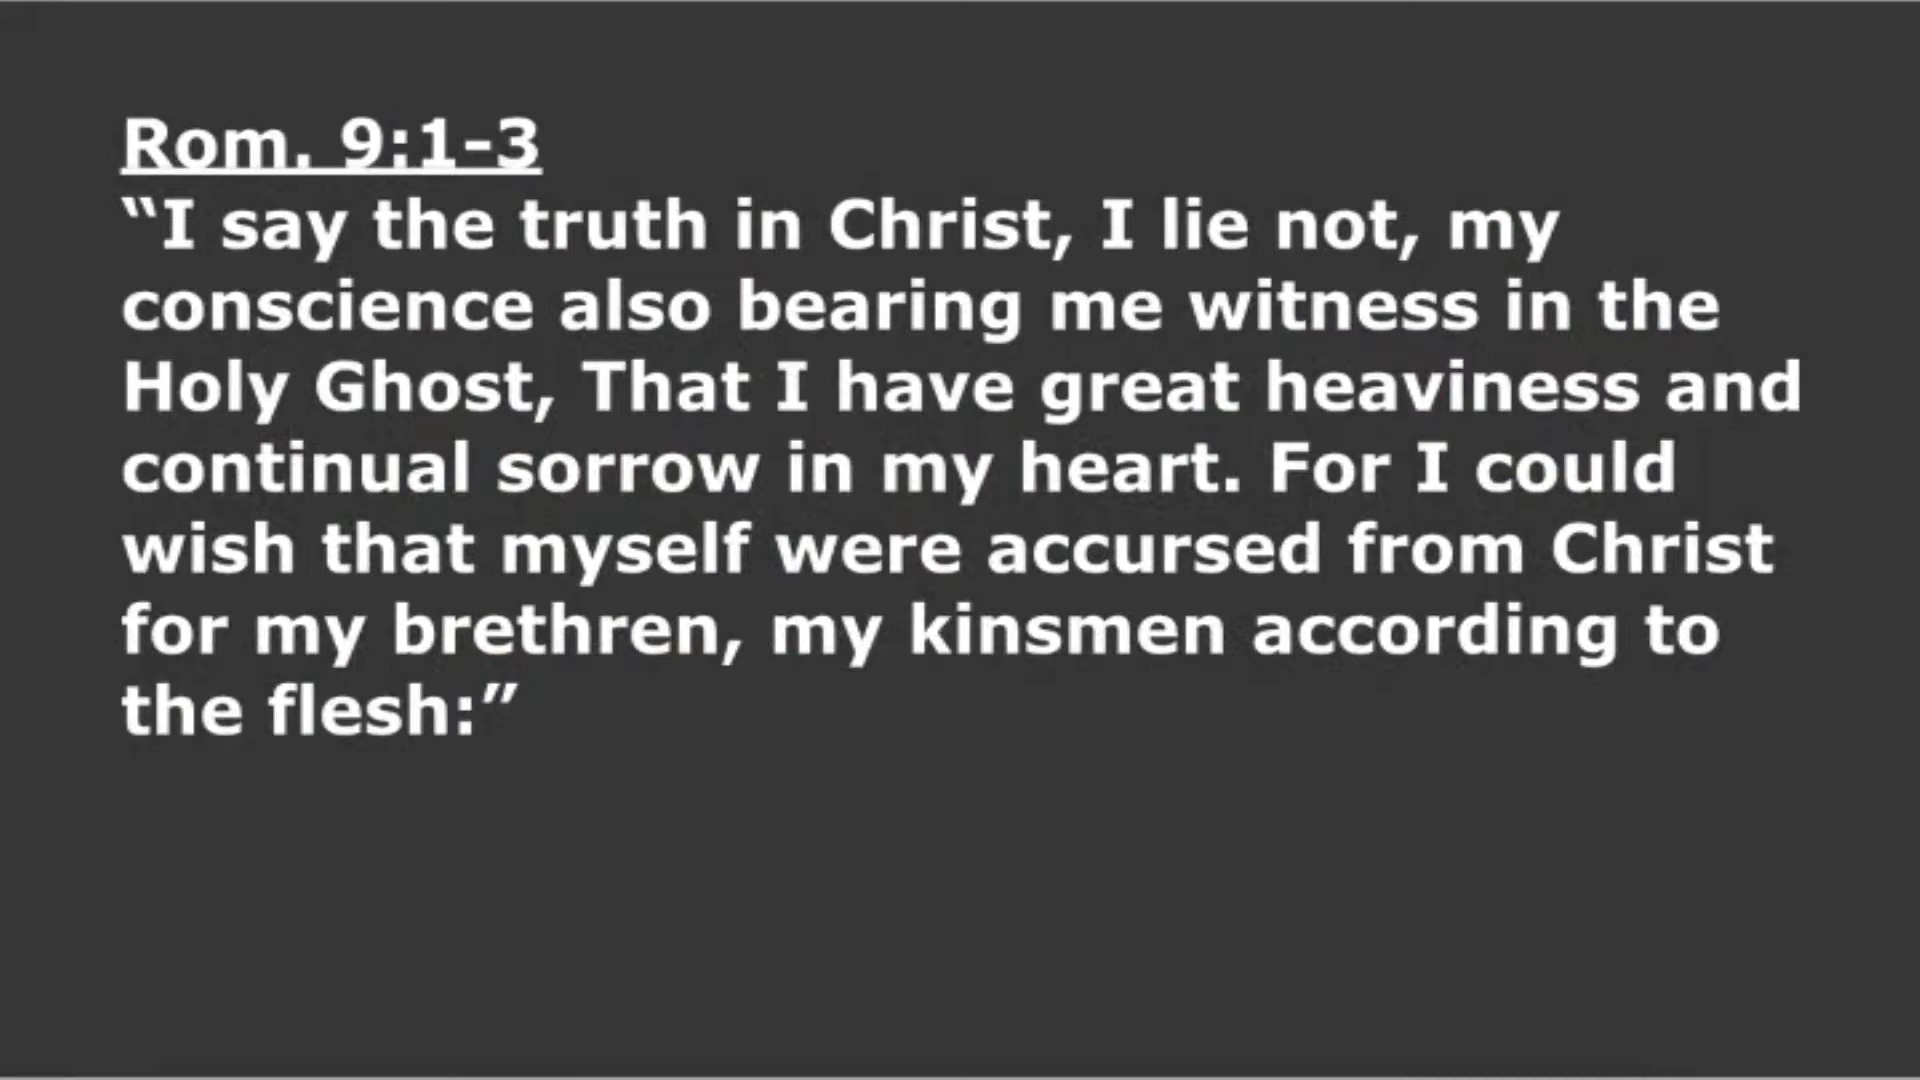 Rom. 9:1-3
“I say the truth in Christ, I lie not, my
conscience also bearing me witness in the
Holy Ghost, That I have great heaviness and
continual sorrow in my heart. For I could
wish that myself were accursed from Christ
for my brethren, my kinsmen according to
the flesh:”